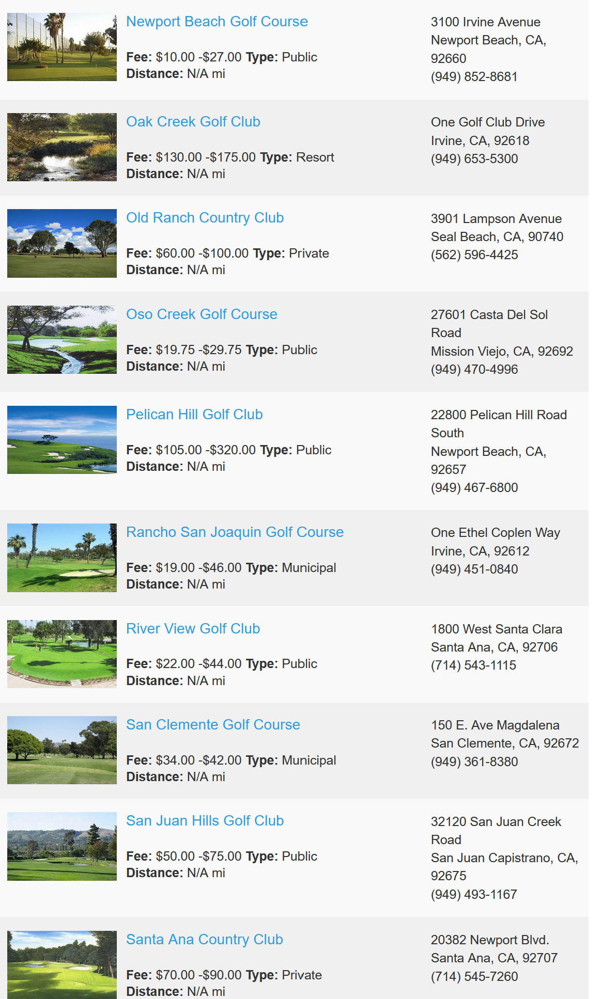 Newport Beach Golf Course
Fee: $10.00 -$27.00 Type: Public
Distance: N/A mi
3100 Irvine Avenue
Newport Beach, CA,
92660
(949) 852-8681
Oak Creek Golf Club
Fee: $130.00 -$175.00 Type: Resort
Distance: N/A mi
One Golf Club Drive
Irvine, CA, 92618
(949) 653-5300
Old Ranch Country Club
Fee: $60.00 -$100.00 Type: Private
Distance: N/A mi
3901 Lampson Avenue
Seal Beach, CA, 90740
(562) 596-4425
Oso Creek Golf Course
Fee: $19.75 -$29.75 Type: Public
Distance: N/A mi
27601 Casta Del Sol
Road
Mission Viejo, CA, 92692
(949) 470-4996
Pelican Hill Golf Club
Fee: $105.00 -$320.00 Type: Public
Distance: N/A mi
22800 Pelican Hill Road
South
Newport Beach, CA,
92657
(949) 467-6800
Rancho San Joaquin Golf Course
Fee: $19.00 -$46.00 Type: Municipal
Distance: N/A mi
One Ethel Coplen Way
Irvine, CA, 92612
(949) 451-0840
River View Golf Club
Fee: $22.00 -$44.00 Type: Public
Distance: N/A mi
1800 West Santa Clara
Santa Ana, CA, 92706
(714) 543-1115
San Clemente Golf Course
Fee: $34.00 -$42.00 Type: Municipal
Distance: N/A mi
150 E. Ave Magdalena
San Clemente, CA, 92672
(949) 361-8380
San Juan Hills Golf Club
Fee: $50.00 -$75.00 Type: Public
Distance: N/A mi
32120 San Juan Creek
Road
San Juan Capistrano, CA,
92675
(949) 493-1167
Santa Ana Country Club
Fee: $70.00 -$90.00 Type: Private
Distance: N/A mi
20382 Newport Blvd.
Santa Ana, CA, 92707
(714) 545-7260